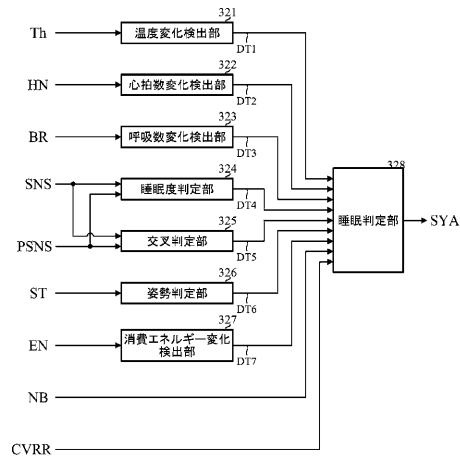 321
Th
温度変化検出部
DT1
322
HN
心拍数変化検出部
DT2
323
BR
呼吸数変化検出部
DT3
324
SNS
睡眠度判定部
DT4
325
PSNS
交叉判定部
DT5
326
ST
姿勢判定部
DT6
327
EN
消費エネルギー変化
検出部
DT7
NB
CVRR
328
睡眠判定部
SYA